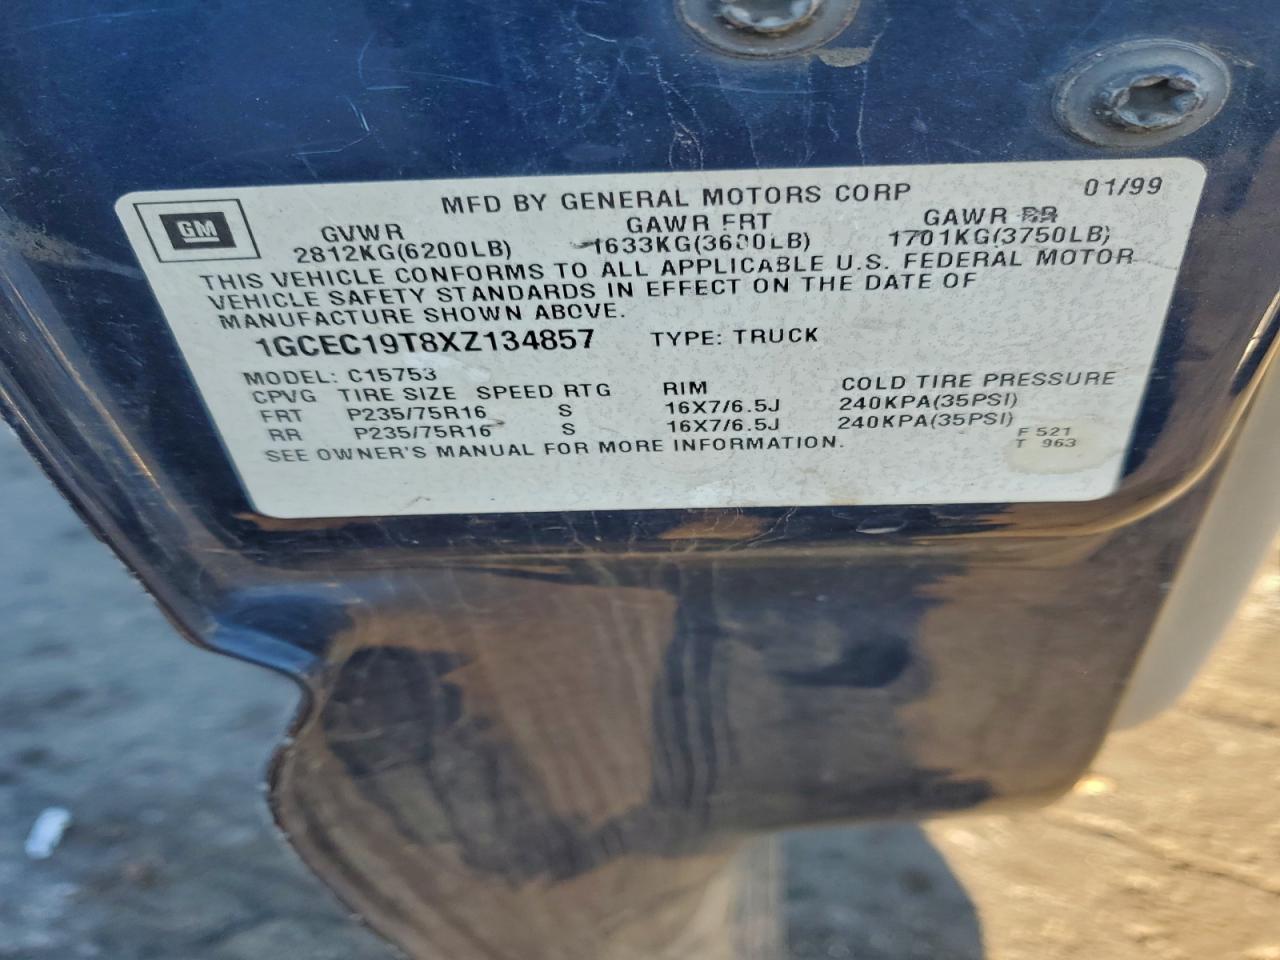 MFD BY GENERAL MOTORS CORP 01/99
GM
GVWR GAWR FRT GAWR RR
2812KG(6200LB) 1633KG(3600LB) 1701KG(3750LB)
THIS VEHICLE CONFORMS TO ALL APPLICABLE U.S. FEDERAL MOTOR
VEHICLE SAFETY STANDARDS IN EFFECT ON THE DATE OF
MANUFACTURE SHOWN ABOVE.
1GCEC19T8XZ134857 TYPE: TRUCK
MODEL: C15753
CPVG TIRE SIZE SPEED RTG RIM COLD TIRE PRESSURE
FRT P235/75R16 S 16X7/6.5J 240KPA(35PSI)
RR P235/75R16 S 16X7/6.5J 240KPA(35PSI)
SEE OWNER'S MANUAL FOR MORE INFORMATION.
F 521
T 963